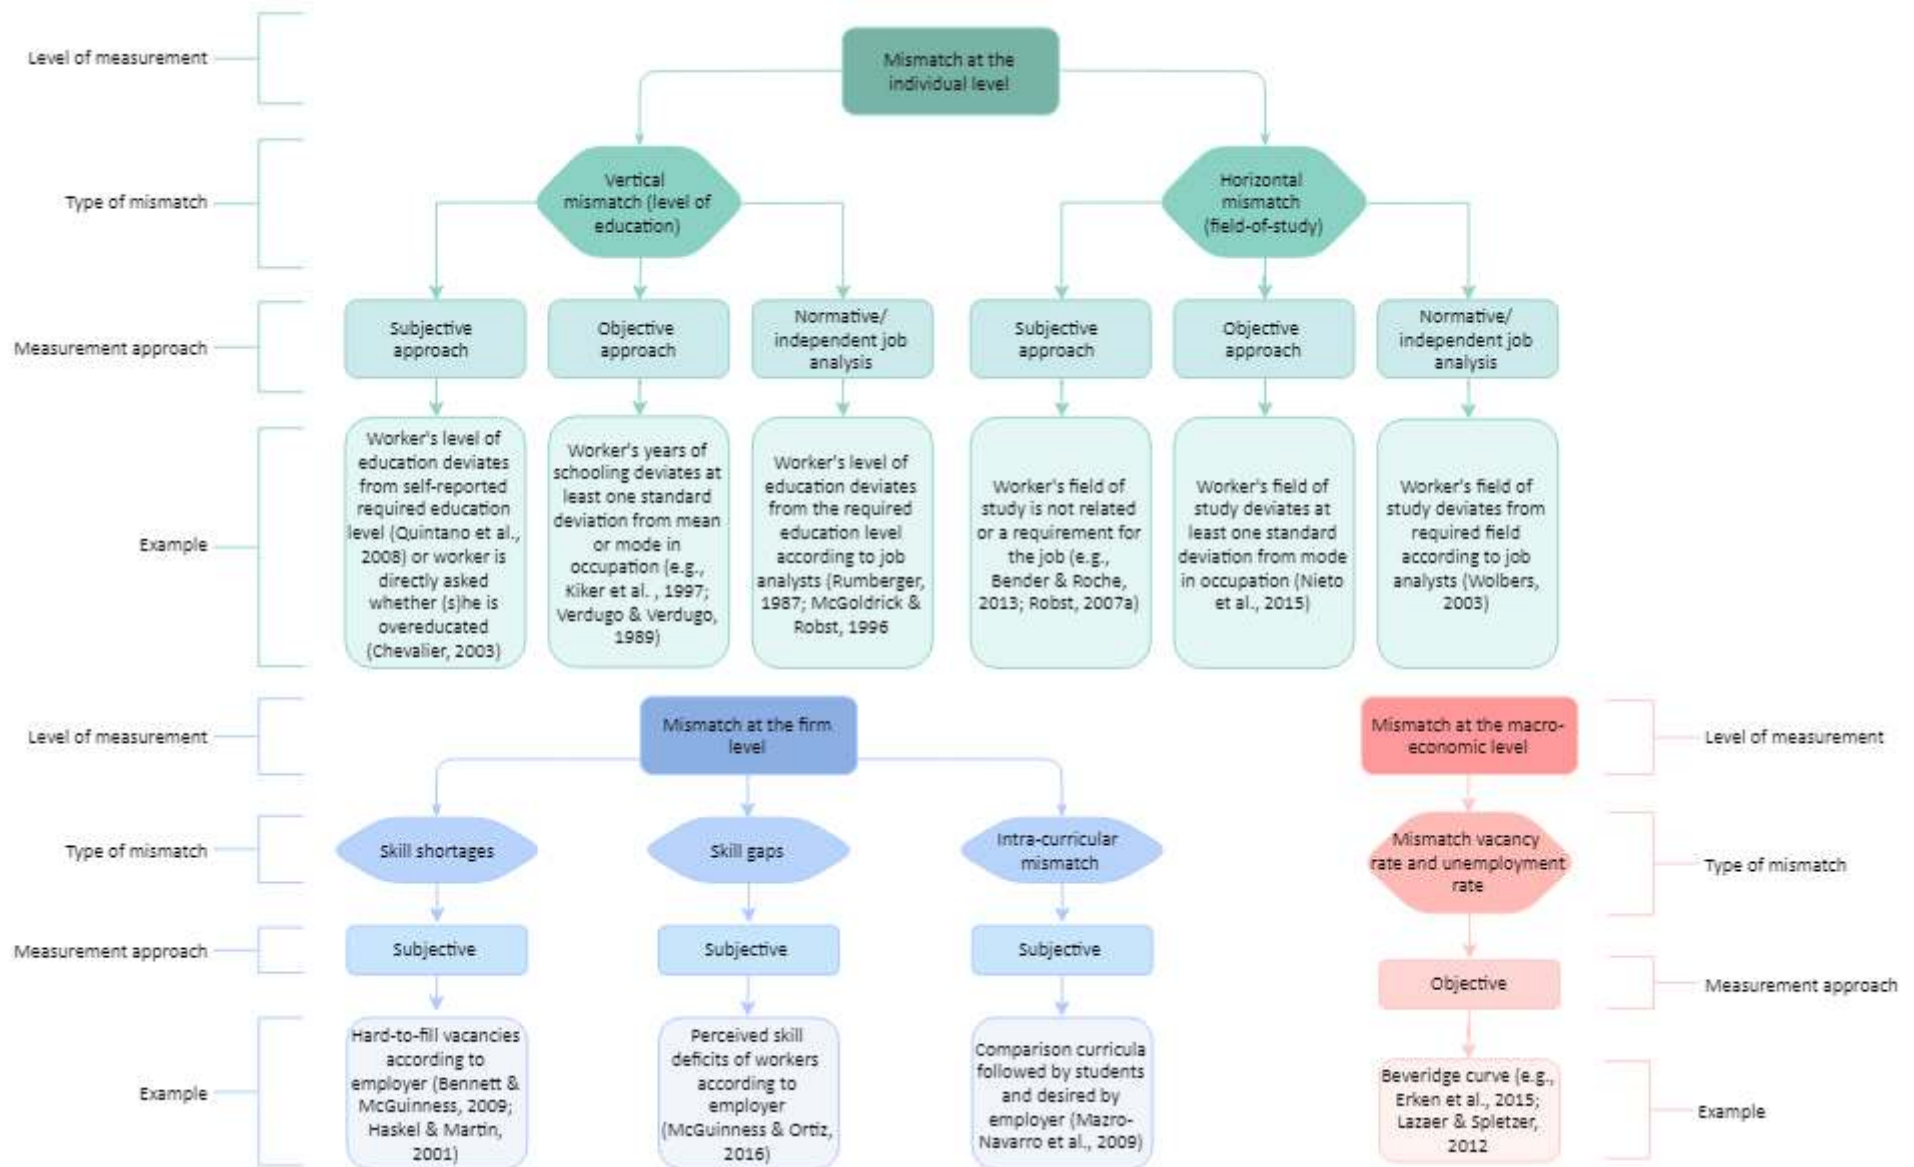 Level of measurement
Mismatch at the
individual level
Type of mismatch
Vertical
mismatch (level of
education)
Horizontal
mismatch
(field-of-study)
Measurement approach
Subjective
approach
Objective
approach
Normative/
independent job
analysis
Subjective
approach
Objective
approach
Normative/
independent job
analysis
Example
Worker's level of
education deviates
from self-reported
required education
level (Quintano et al.,
2008) or worker is
directly asked
whether (s)he is
overeducated
(Chevalier, 2003)
Worker's years of
schooling deviates at
least one standard
deviation from mean
or mode in
occupation (e.g.,
Kiker et al. , 1997;
Verdugo & Verdugo,
1989)
Worker's level of
education deviates
from the required
education level
according to job
analysts (Rumberger,
1987; McGoldrick &
Robst, 1996
Worker's field of
study is not related
or a requirement for
the job (e.g.,
Bender & Roche,
2013; Robst, 2007a)
Worker's field of
study deviates at
least one standard
deviation from mode
in occupation (Nieto
et al., 2015)
Worker's field of
study deviates from
required field
according to job
analysts (Wolbers,
2003)
Level of measurement
Mismatch at the firm
level
Type of mismatch
Skill shortages
Skill gaps
Intra-curricular
mismatch
Measurement approach
Subjective
Subjective
Subjective
Example
Hard-to-fill vacancies
according to
employer (Bennett &
McGuinness, 2009;
Haskel & Martin,
2001)
Perceived skill
deficits of workers
according to
employer
(McGuinness & Ortiz,
2016)
Comparison curricula
followed by students
and desired by
employer (Mazro-
Navarro et al., 2009)
Mismatch at the macro-
economic level
Level of measurement
Mismatch vacancy
rate and unemployment
rate
Type of mismatch
Objective
Measurement approach
Beveridge curve (e.g.,
Erken et al., 2015;
Lazaer & Spletzer,
2012
Example